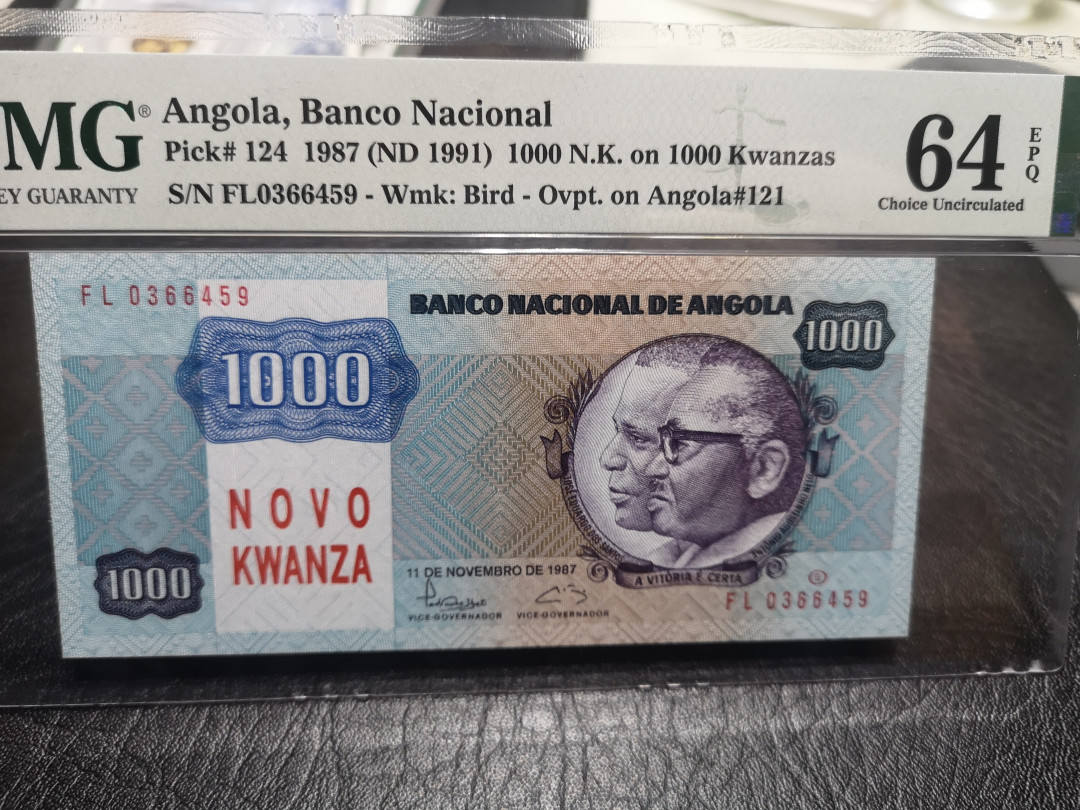 MG® Angola, Banco Nacional
Pick# 124 1987 (ND 1991) 1000 N.K. on 1000 Kwanzas
EY GUARANTY S/N FL0366459 - Wmk: Bird - Ovpt. on Angola#121
64 EPQ
Choice Uncirculated
FL 0366459
BANCO NACIONAL DE ANGOLA
1000
1000
NOVO
KWANZA
1000
11 DE NOVEMBRO DE 1987
VICE-GOVERNADOR VICE-GOVERNADOR
A VITÓRIA É CERTA
FL 0366459